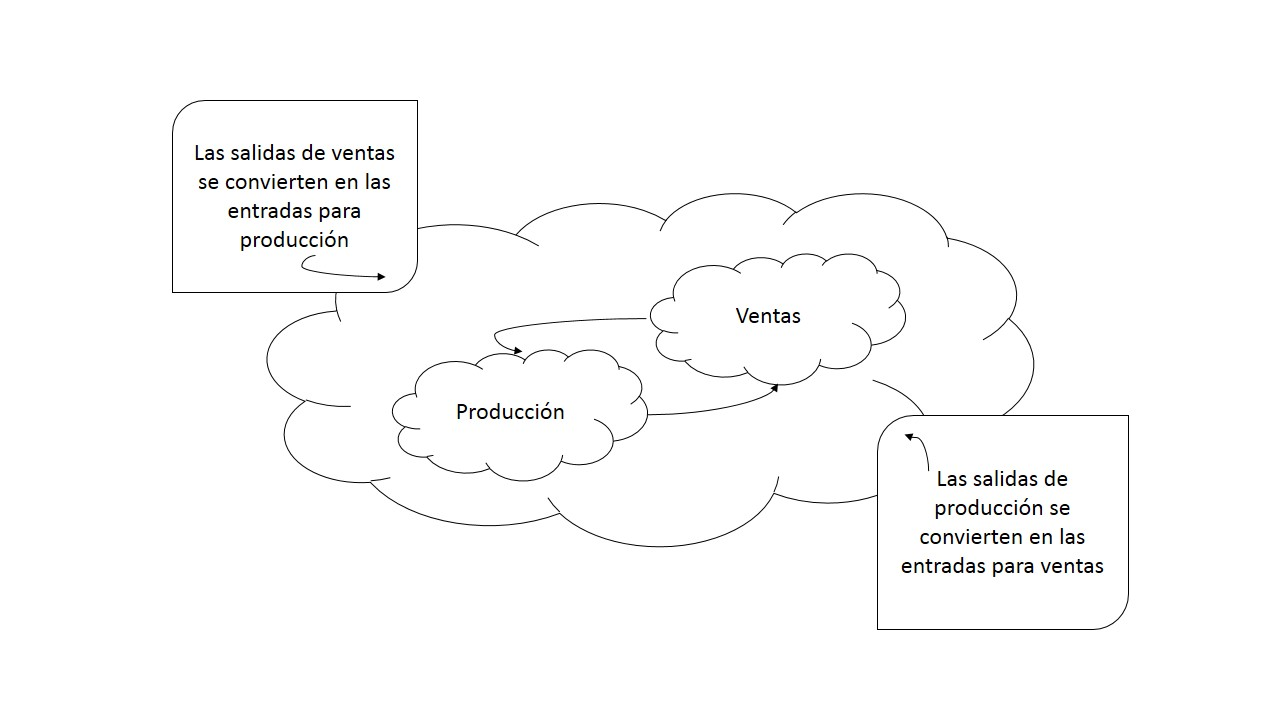 Las salidas de ventas
se convierten en las
entradas para
producción
Ventas
Producción
Las salidas de
producción se
convierten en las
entradas para ventas